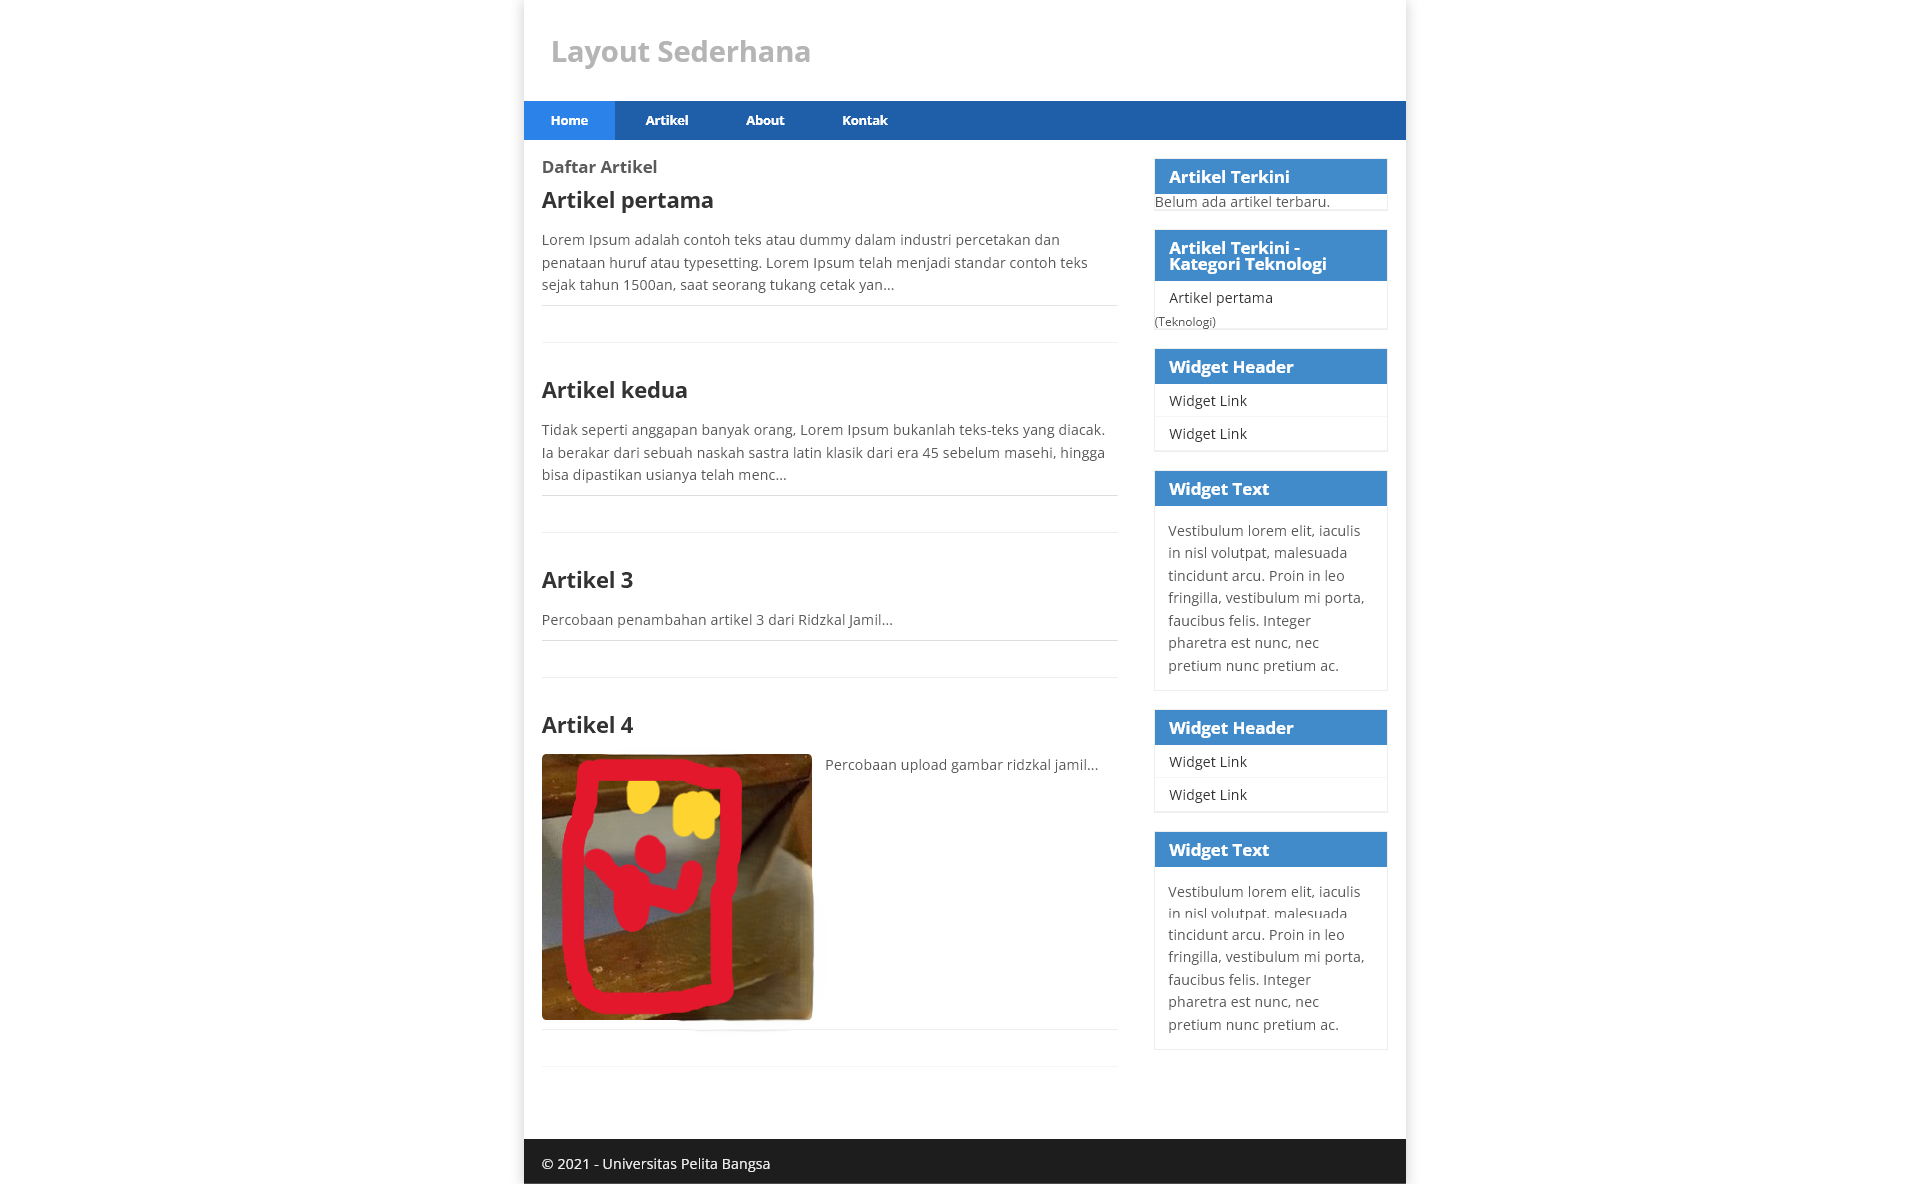 Layout Sederhana
Home Artikel About Kontak
Daftar Artikel
Artikel pertama
Lorem Ipsum adalah contoh teks atau dummy dalam industri percetakan dan
penataan huruf atau typesetting. Lorem Ipsum telah menjadi standar contoh teks
sejak tahun 1500an, saat seorang tukang cetak yan...
Artikel kedua
Tidak seperti anggapan banyak orang, Lorem Ipsum bukanlah teks-teks yang diacak.
Ia berakar dari sebuah naskah sastra latin klasik dari era 45 sebelum masehi, hingga
bisa dipastikan usianya telah menc...
Artikel 3
Percobaan penambahan artikel 3 dari Ridzkal Jamil...
Artikel 4
Percobaan upload gambar ridzkal jamil...
Artikel Terkini
Belum ada artikel terbaru.
Artikel Terkini -
Kategori Teknologi
Artikel pertama
(Teknologi)
Widget Header
Widget Link
Widget Link
Widget Text
Vestibulum lorem elit, iaculis
in nisl volutpat, malesuada
tincidunt arcu. Proin in leo
fringilla, vestibulum mi porta,
faucibus felis. Integer
pharetra est nunc, nec
pretium nunc pretium ac.
Widget Header
Widget Link
Widget Link
Widget Text
Vestibulum lorem elit, iaculis
in nisl volutpat, malesuada
tincidunt arcu. Proin in leo
fringilla, vestibulum mi porta,
faucibus felis. Integer
pharetra est nunc, nec
pretium nunc pretium ac.
© 2021 - Universitas Pelita Bangsa